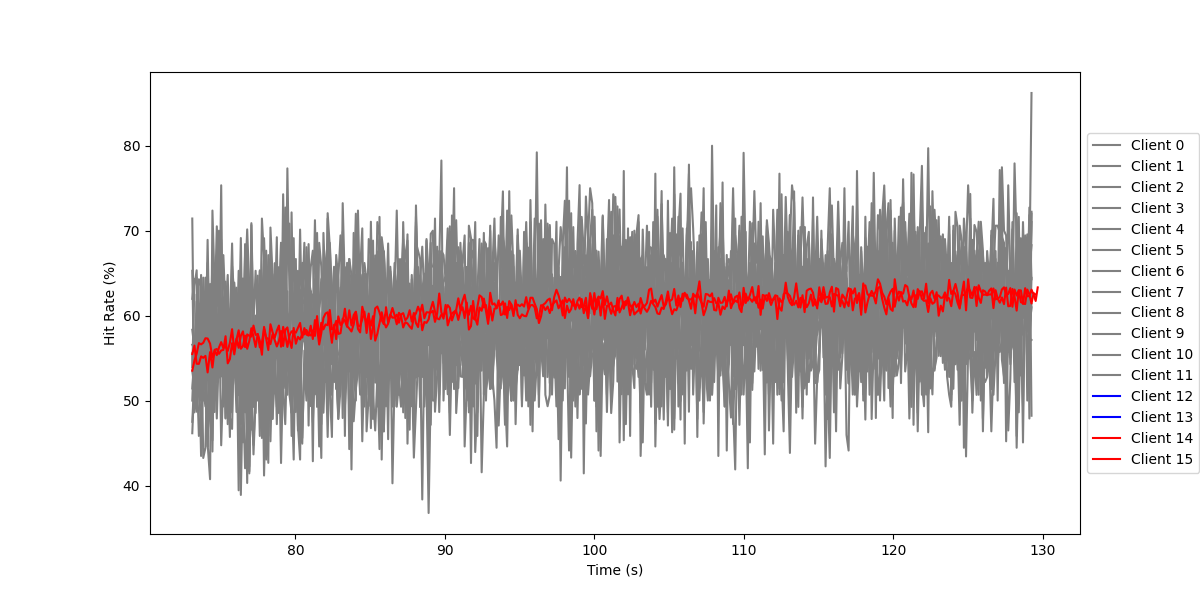 80
70
60
50
40
Hit Rate (%)
80
90
100
110
120
130
Time (s)
Client 0
Client 1
Client 2
Client 3
Client 4
Client 5
Client 6
Client 7
Client 8
Client 9
Client 10
Client 11
Client 12
Client 13
Client 14
Client 15